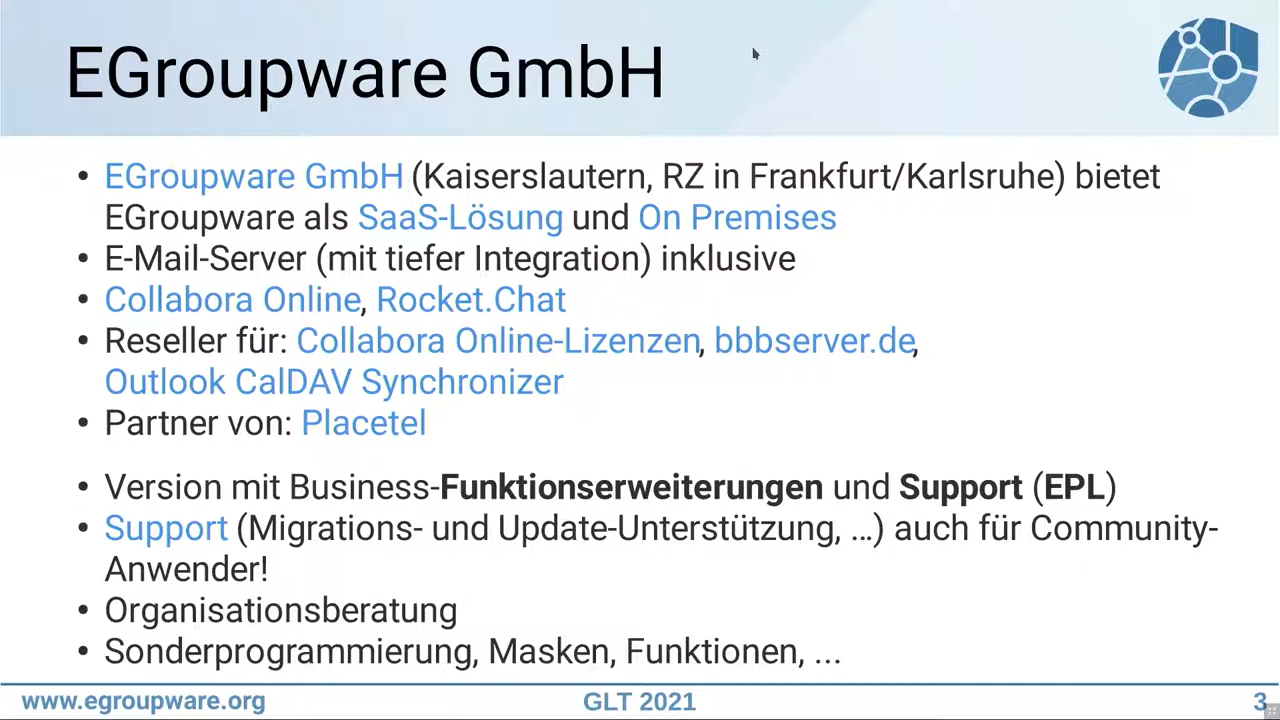 EGroupware GmbH
• EGroupware GmbH (Kaiserslautern, RZ in Frankfurt/Karlsruhe) bietet
EGroupware als SaaS-Lösung und On Premises
• E-Mail-Server (mit tiefer Integration) inklusive
• Collabora Online, Rocket.Chat
• Reseller für: Collabora Online-Lizenzen, bbbserver.de,
Outlook CalDAV Synchronizer
• Partner von: Placetel
• Version mit Business-Funktionserweiterungen und Support (EPL)
• Support (Migrations- und Update-Unterstützung, …) auch für Community-
Anwender!
• Organisationsberatung
• Sonderprogrammierung, Masken, Funktionen, ...
www.egroupware.org GLT 2021 3